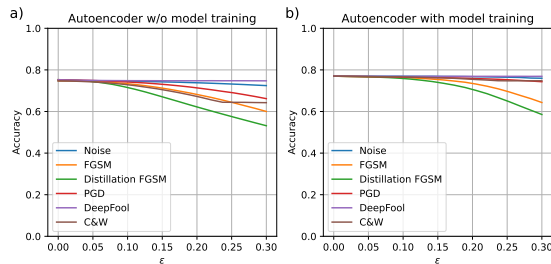 a)
Autoencoder w/o model training
1.0
0.8
0.6
0.4
0.2
0.0
Accuracy
Noise
FGSM
Distillation FGSM
PGD
DeepFool
C&W
0.00 0.05 0.10 0.15 0.20 0.25 0.30
ε
b)
Autoencoder with model training
1.0
0.8
0.6
0.4
0.2
0.0
Accuracy
Noise
FGSM
Distillation FGSM
PGD
DeepFool
C&W
0.00 0.05 0.10 0.15 0.20 0.25 0.30
ε